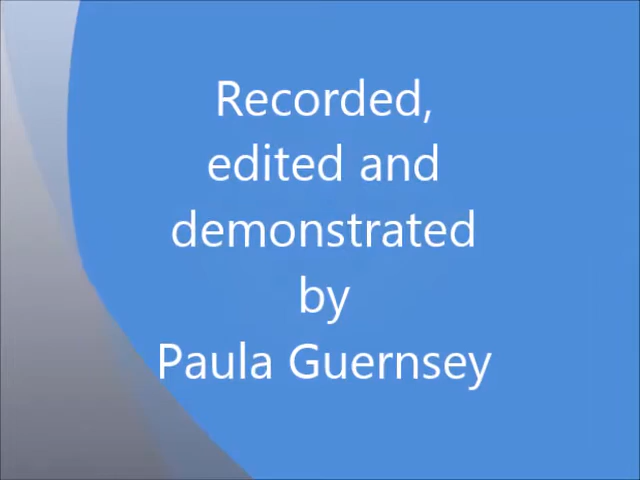 Recorded,
edited and
demonstrated
by
Paula Guernsey